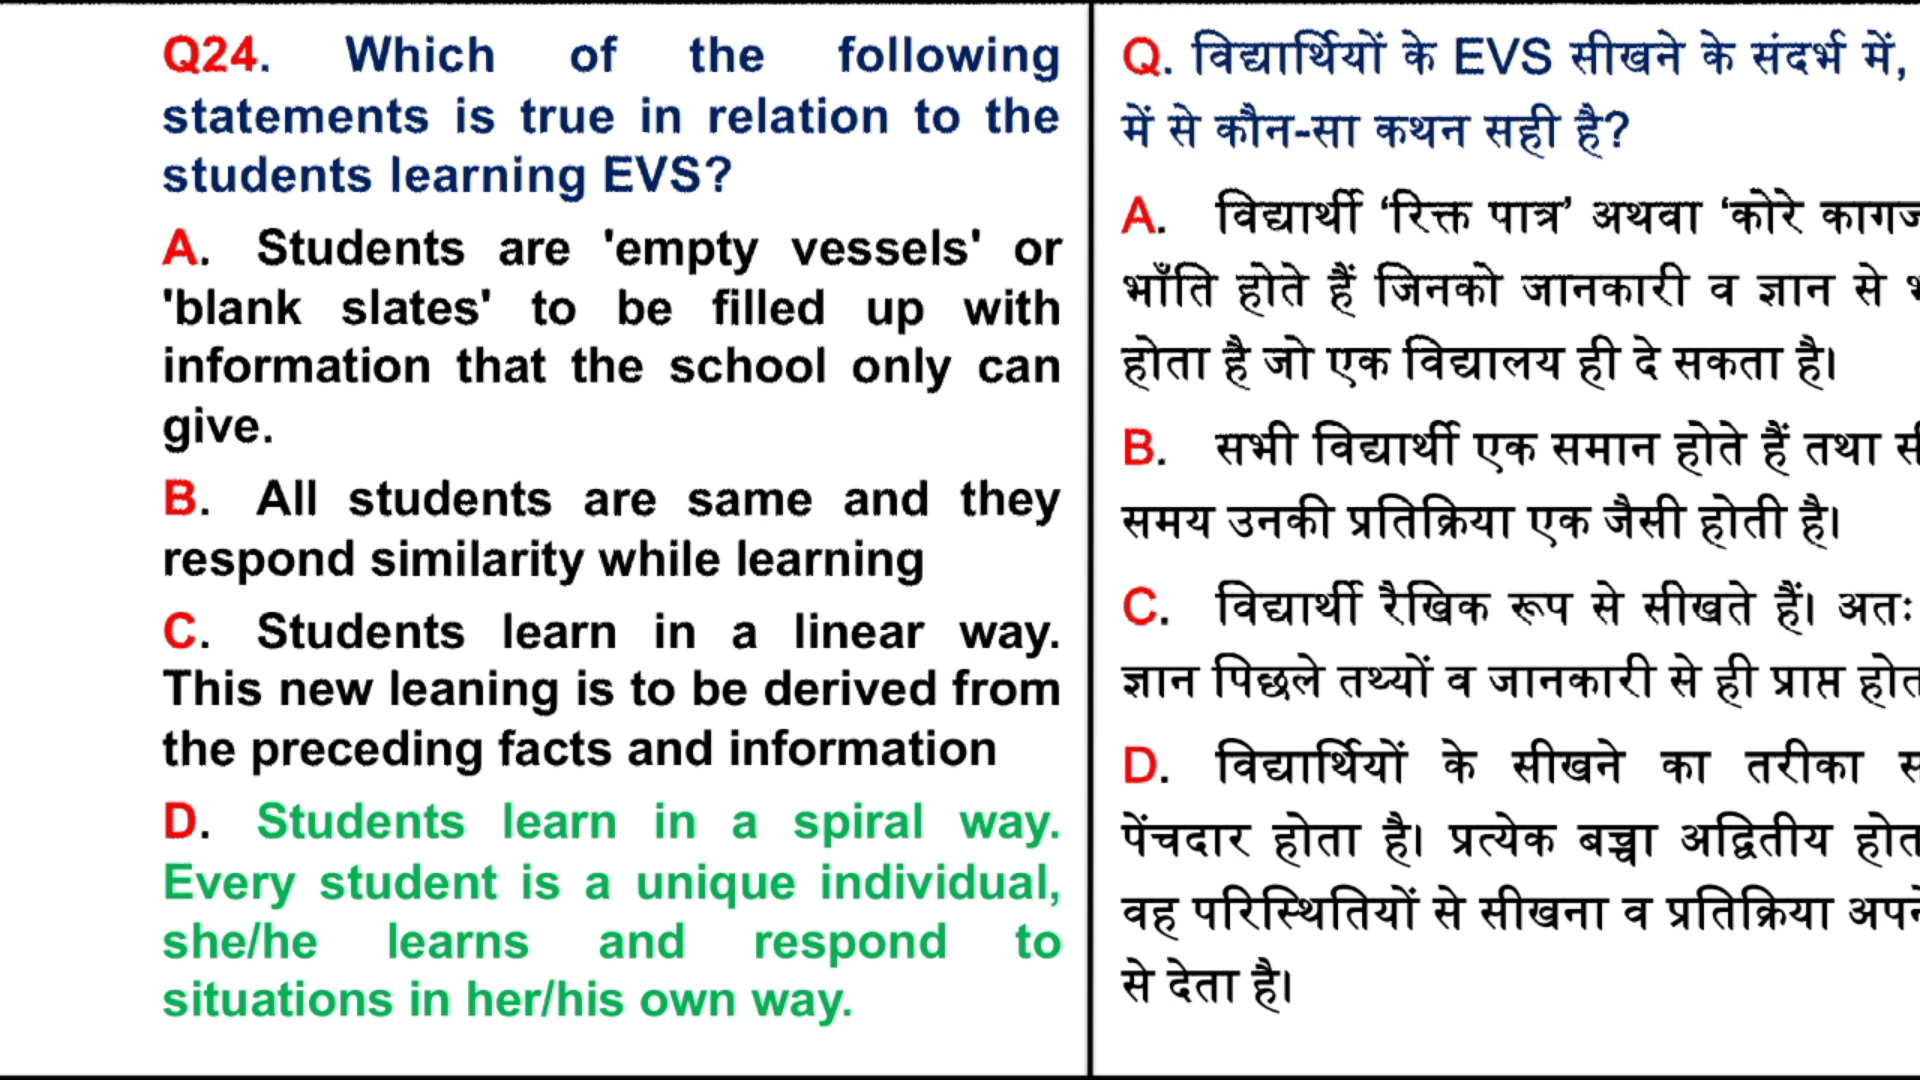 Q24. Which of the following
statements is true in relation to the
students learning EVS?
A. Students are 'empty vessels' or
'blank slates' to be filled up with
information that the school only can
give.
B. All students are same and they
respond similarity while learning
C. Students learn in a linear way.
This new leaning is to be derived from
the preceding facts and information
D. Students learn in a spiral way.
Every student is a unique individual,
she/he learns and respond to
situations in her/his own way.
Q. विद्यार्थियों के EVS सीखने के संदर्भ में,
में से कौन-सा कथन सही है?
A. विद्यार्थी ‘रिक्त पात्र’ अथवा ‘कोरे
भाँति होते हैं जिनको जानकारी व ज्ञान से
होता है जो एक विद्यालय ही दे सकता है।
B. सभी विद्यार्थी एक समान होते हैं तथा
समय उनकी प्रतिक्रिया एक जैसी होती है।
C. विद्यार्थी रैखिक रूप से सीखते हैं। अतः
ज्ञान पिछले तथ्यों व जानकारी से ही प्राप्त
D. विद्यार्थियों के सीखने का तरीका
पेंचदार होता है। प्रत्येक बच्चा अद्वितीय
वह परिस्थितियों से सीखना व प्रतिक्रिया
से देता है।